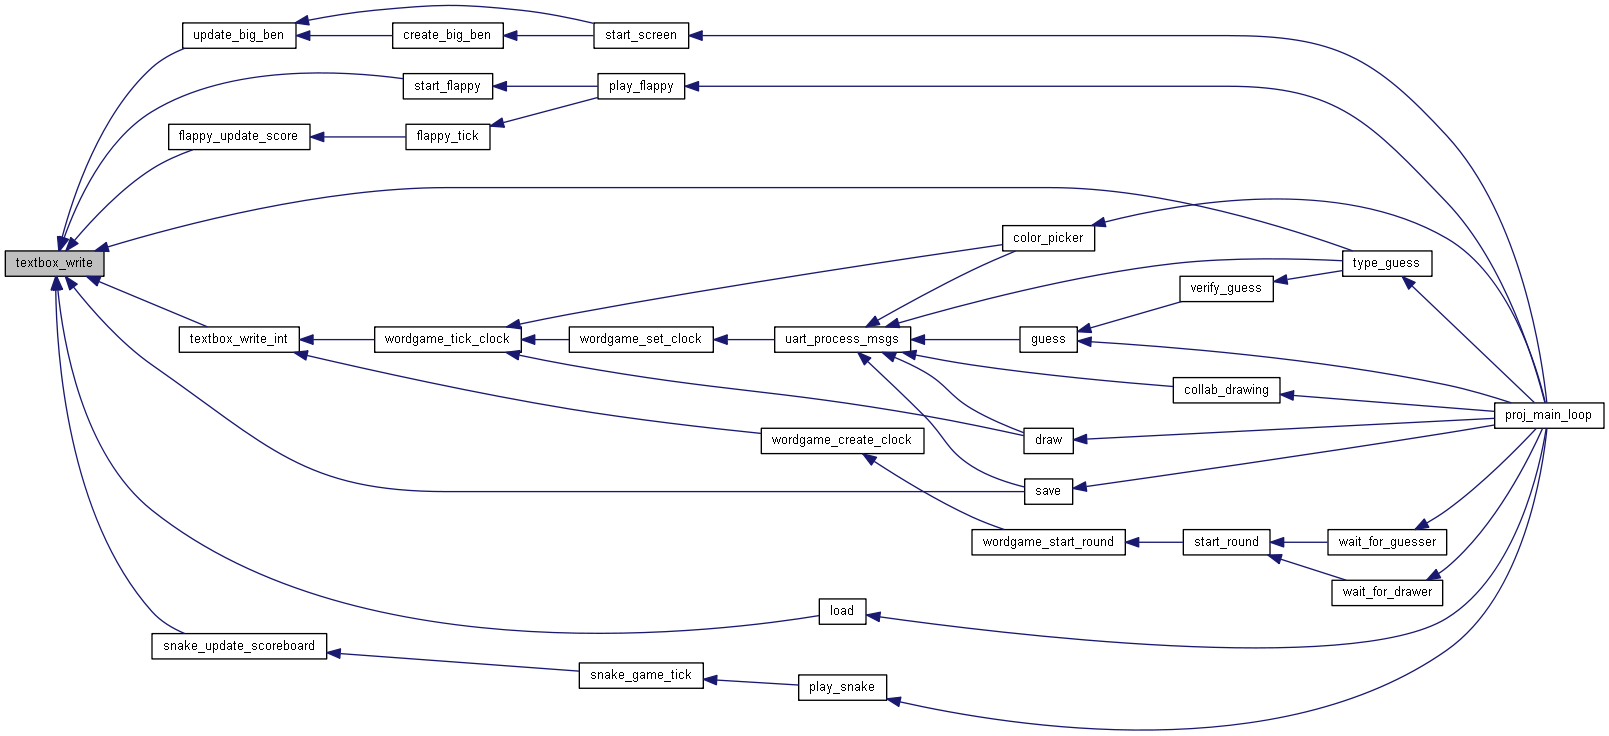 update_big_ben
create_big_ben
start_screen
start_flappy
play_flappy
flappy_update_score
flappy_tick
color_picker
textbox_write
type_guess
verify_guess
textbox_write_int
wordgame_tick_clock
wordgame_set_clock
uart_process_msgs
guess
collab_drawing
proj_main_loop
wordgame_create_clock
draw
save
wordgame_start_round
start_round
wait_for_guesser
wait_for_drawer
load
snake_update_scoreboard
snake_game_tick
play_snake